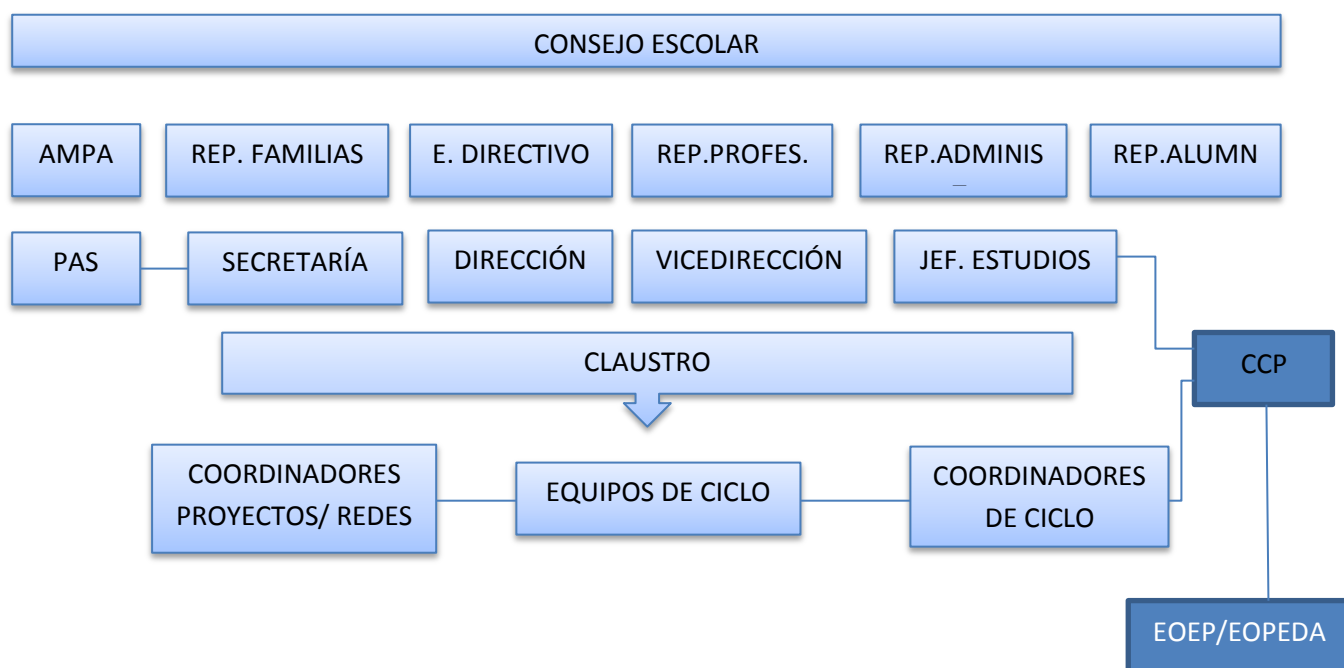 CONSEJO ESCOLAR
AMPA
REP. FAMILIAS
E. DIRECTIVO
REP.PROFES.
REP.ADMINIS
REP.ALUMN
PAS
SECRETARÍA
DIRECCIÓN
VICEDIRECCIÓN
JEF. ESTUDIOS
CLAUSTRO
CCP
COORDINADORES
PROYECTOS/ REDES
EQUIPOS DE CICLO
COORDINADORES
DE CICLO
EOEP/EOPEDA